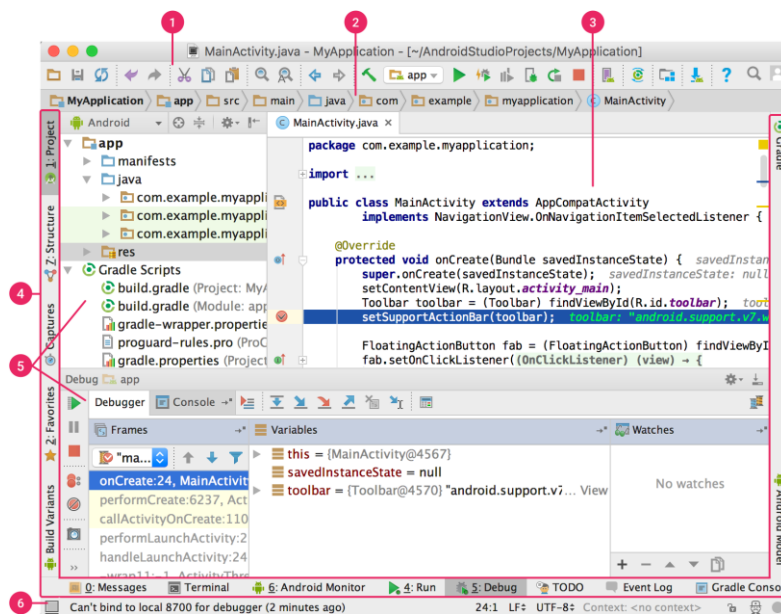 1 2 3
MainActivity.java - MyApplication - [~/AndroidStudioProjects/MyApplication]
app
MyApplication app src main java com example myapplication MainActivity
1: Project
Z: Structure
Captures
2: Favorites
Build Variants
4
5
6
Android
app
manifests
java
com.example.myappli
com.example.myappli
com.example.myappli
res
Gradle Scripts
build.gradle (Project: MyA
build.gradle (Module: app
gradle-wrapper.propertie
proguard-rules.pro (ProG
gradle.properties (Project
MainActivity.java
package com.example.myapplication;
import ...
public class MainActivity extends AppCompatActivity
implements NavigationView.OnNavigationItemSelectedListener {
@Override
protected void onCreate(Bundle savedInstanceState) { savedInstan
super.onCreate(savedInstanceState); savedInstanceState: null
setContentView(R.layout.activity_main);
Toolbar toolbar = (Toolbar) findViewById(R.id.toolbar); tool
setSupportActionBar(toolbar); toolbar: "android.support.v7.w
FloatingActionButton fab = (FloatingActionButton) findViewByI
fab.setOnClickListener((OnClickListener) (view) → {
Gradle
Android Model
Debug app
Debugger Console
Frames Variables Watches
"ma...
onCreate:24, MainActivit
performCreate:6237, Act
callActivityOnCreate:110
performLaunchActivity:2
handleLaunchActivity:24
-wrap11:-1, ActivityThre
this = {MainActivity@4567}
savedInstanceState = null
toolbar = {Toolbar@4570} "android.support.v7... View
No watches
0: Messages Terminal 6: Android Monitor 4: Run 5: Debug TODO Event Log Gradle Conso
Can't bind to local 8700 for debugger (2 minutes ago) 24:1 LF UTF-8 Context: <no context>